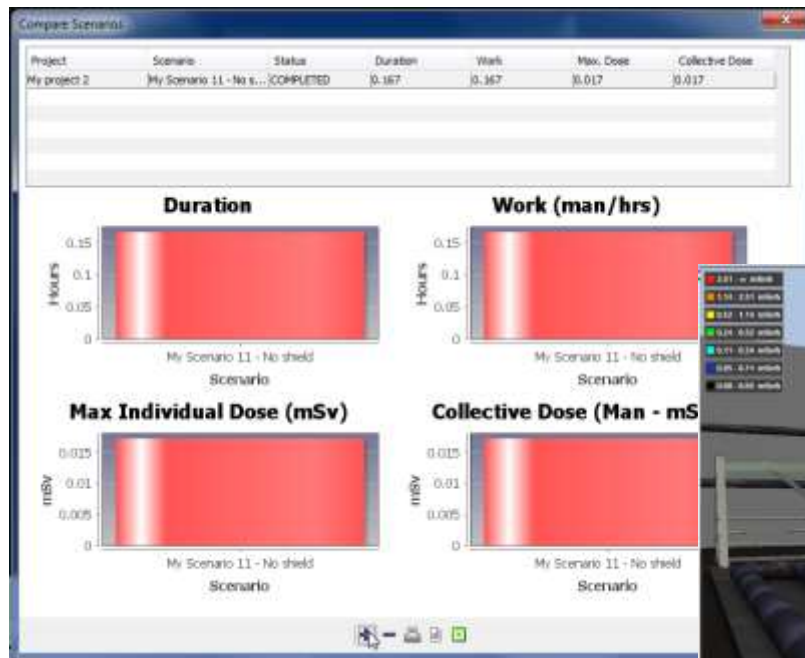 Compare Scenarios
Project Scenario Status Duration Work Max. Dose Collective Dose
My project 2 My Scenario 11 - No s... COMPLETED 0.167 0.167 0.017 0.017
Duration
Hours
0.15
0.1
0.05
0
My Scenario 11 - No shield
Scenario
Work (man/hrs)
Hours
0.15
0.1
0.05
0
My Scenario 11 - No shield
Scenario
Max Individual Dose (mSv)
mSv
0.015
0.01
0.005
0
My Scenario 11 - No shield
Scenario
Collective Dose (Man - mS
mSv
0.015
0.01
0.005
0
My Scenario 11 - No shield
Scenario